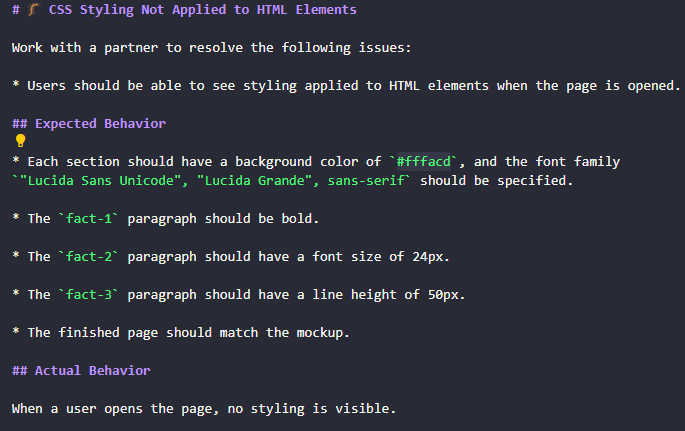 # 🐛 CSS Styling Not Applied to HTML Elements
Work with a partner to resolve the following issues:
* Users should be able to see styling applied to HTML elements when the page is opened.
## Expected Behavior
* Each section should have a background color of `#fffacd`, and the font family
`"Lucida Sans Unicode", "Lucida Grande", sans-serif` should be specified.
* The `fact-1` paragraph should be bold.
* The `fact-2` paragraph should have a font size of 24px.
* The `fact-3` paragraph should have a line height of 50px.
* The finished page should match the mockup.
## Actual Behavior
When a user opens the page, no styling is visible.